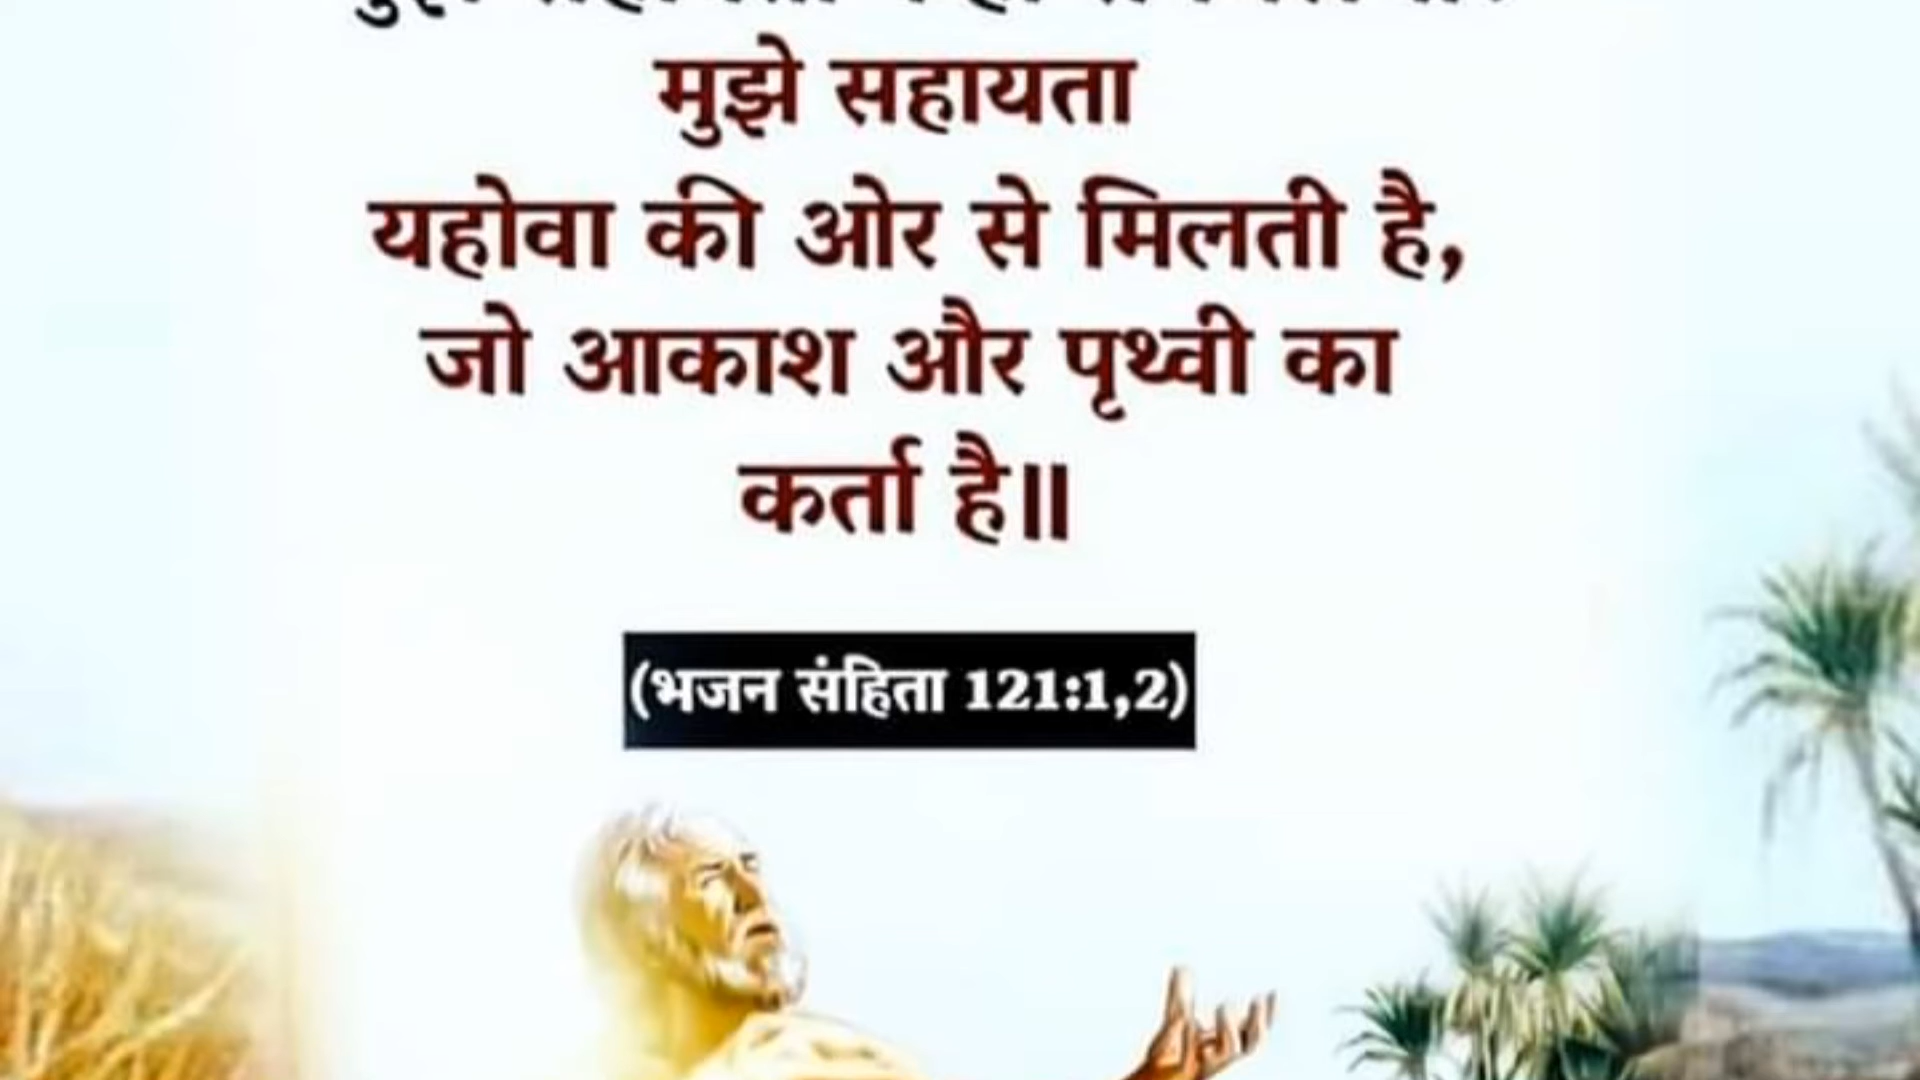 मुझे सहायता
यहोवा की ओर से मिलती है,
जो आकाश और पृथ्वी का
कर्ता है॥
(भजन संहिता 121:1,2)